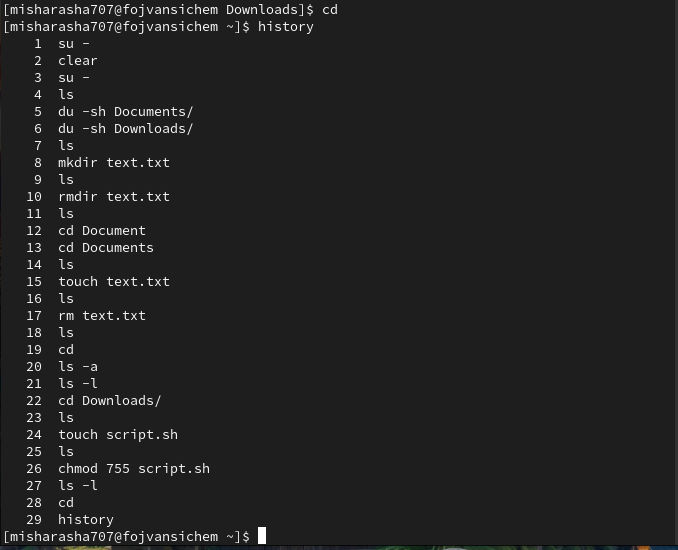 [misharasha707@fojvansichem Downloads]$ cd
[misharasha707@fojvansichem ~]$ history
1 su -
2 clear
3 su -
4 ls
5 du -sh Documents/
6 du -sh Downloads/
7 ls
8 mkdir text.txt
9 ls
10 rmdir text.txt
11 ls
12 cd Document
13 cd Documents
14 ls
15 touch text.txt
16 ls
17 rm text.txt
18 ls
19 cd
20 ls -a
21 ls -l
22 cd Downloads/
23 ls
24 touch script.sh
25 ls
26 chmod 755 script.sh
27 ls -l
28 cd
29 history
[misharasha707@fojvansichem ~]$